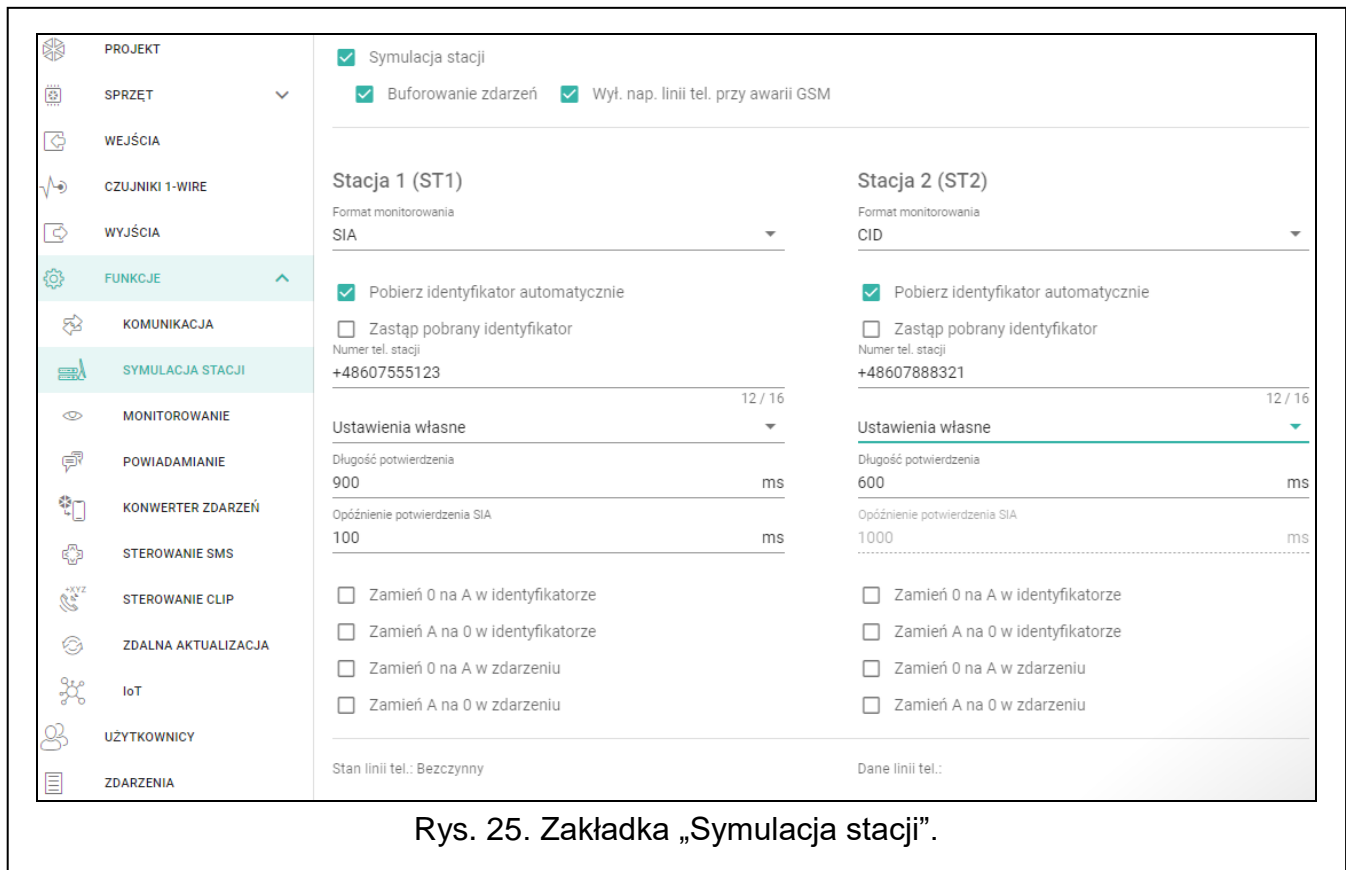 PROJEKT
SPRZĘT
WEJŚCIA
CZUJNIKI 1-WIRE
WYJŚCIA
FUNKCJE
KOMUNIKACJA
SYMULACJA STACJI
MONITOROWANIE
POWIADAMIANIE
KONWERTER ZDARZEŃ
STEROWANIE SMS
+XYZ
STEROWANIE CLIP
ZDALNA AKTUALIZACJA
IoT
UŻYTKOWNICY
ZDARZENIA
Symulacja stacji
Buforowanie zdarzeń Wył. nap. linii tel. przy awarii GSM
Stacja 1 (ST1)
Format monitorowania
SIA
Pobierz identyfikator automatycznie
Zastąp pobrany identyfikator
Numer tel. stacji
+48607555123
12 / 16
Ustawienia własne
Długość potwierdzenia
900 ms
Opóźnienie potwierdzenia SIA
100 ms
Zamień 0 na A w identyfikatorze
Zamień A na 0 w identyfikatorze
Zamień 0 na A w zdarzeniu
Zamień A na 0 w zdarzeniu
Stan linii tel.: Bezczynny
Stacja 2 (ST2)
Format monitorowania
CID
Pobierz identyfikator automatycznie
Zastąp pobrany identyfikator
Numer tel. stacji
+48607888321
12 / 16
Ustawienia własne
Długość potwierdzenia
600 ms
Opóźnienie potwierdzenia SIA
1000 ms
Zamień 0 na A w identyfikatorze
Zamień A na 0 w identyfikatorze
Zamień 0 na A w zdarzeniu
Zamień A na 0 w zdarzeniu
Dane linii tel.:
Rys. 25. Zakładka „Symulacja stacji”.